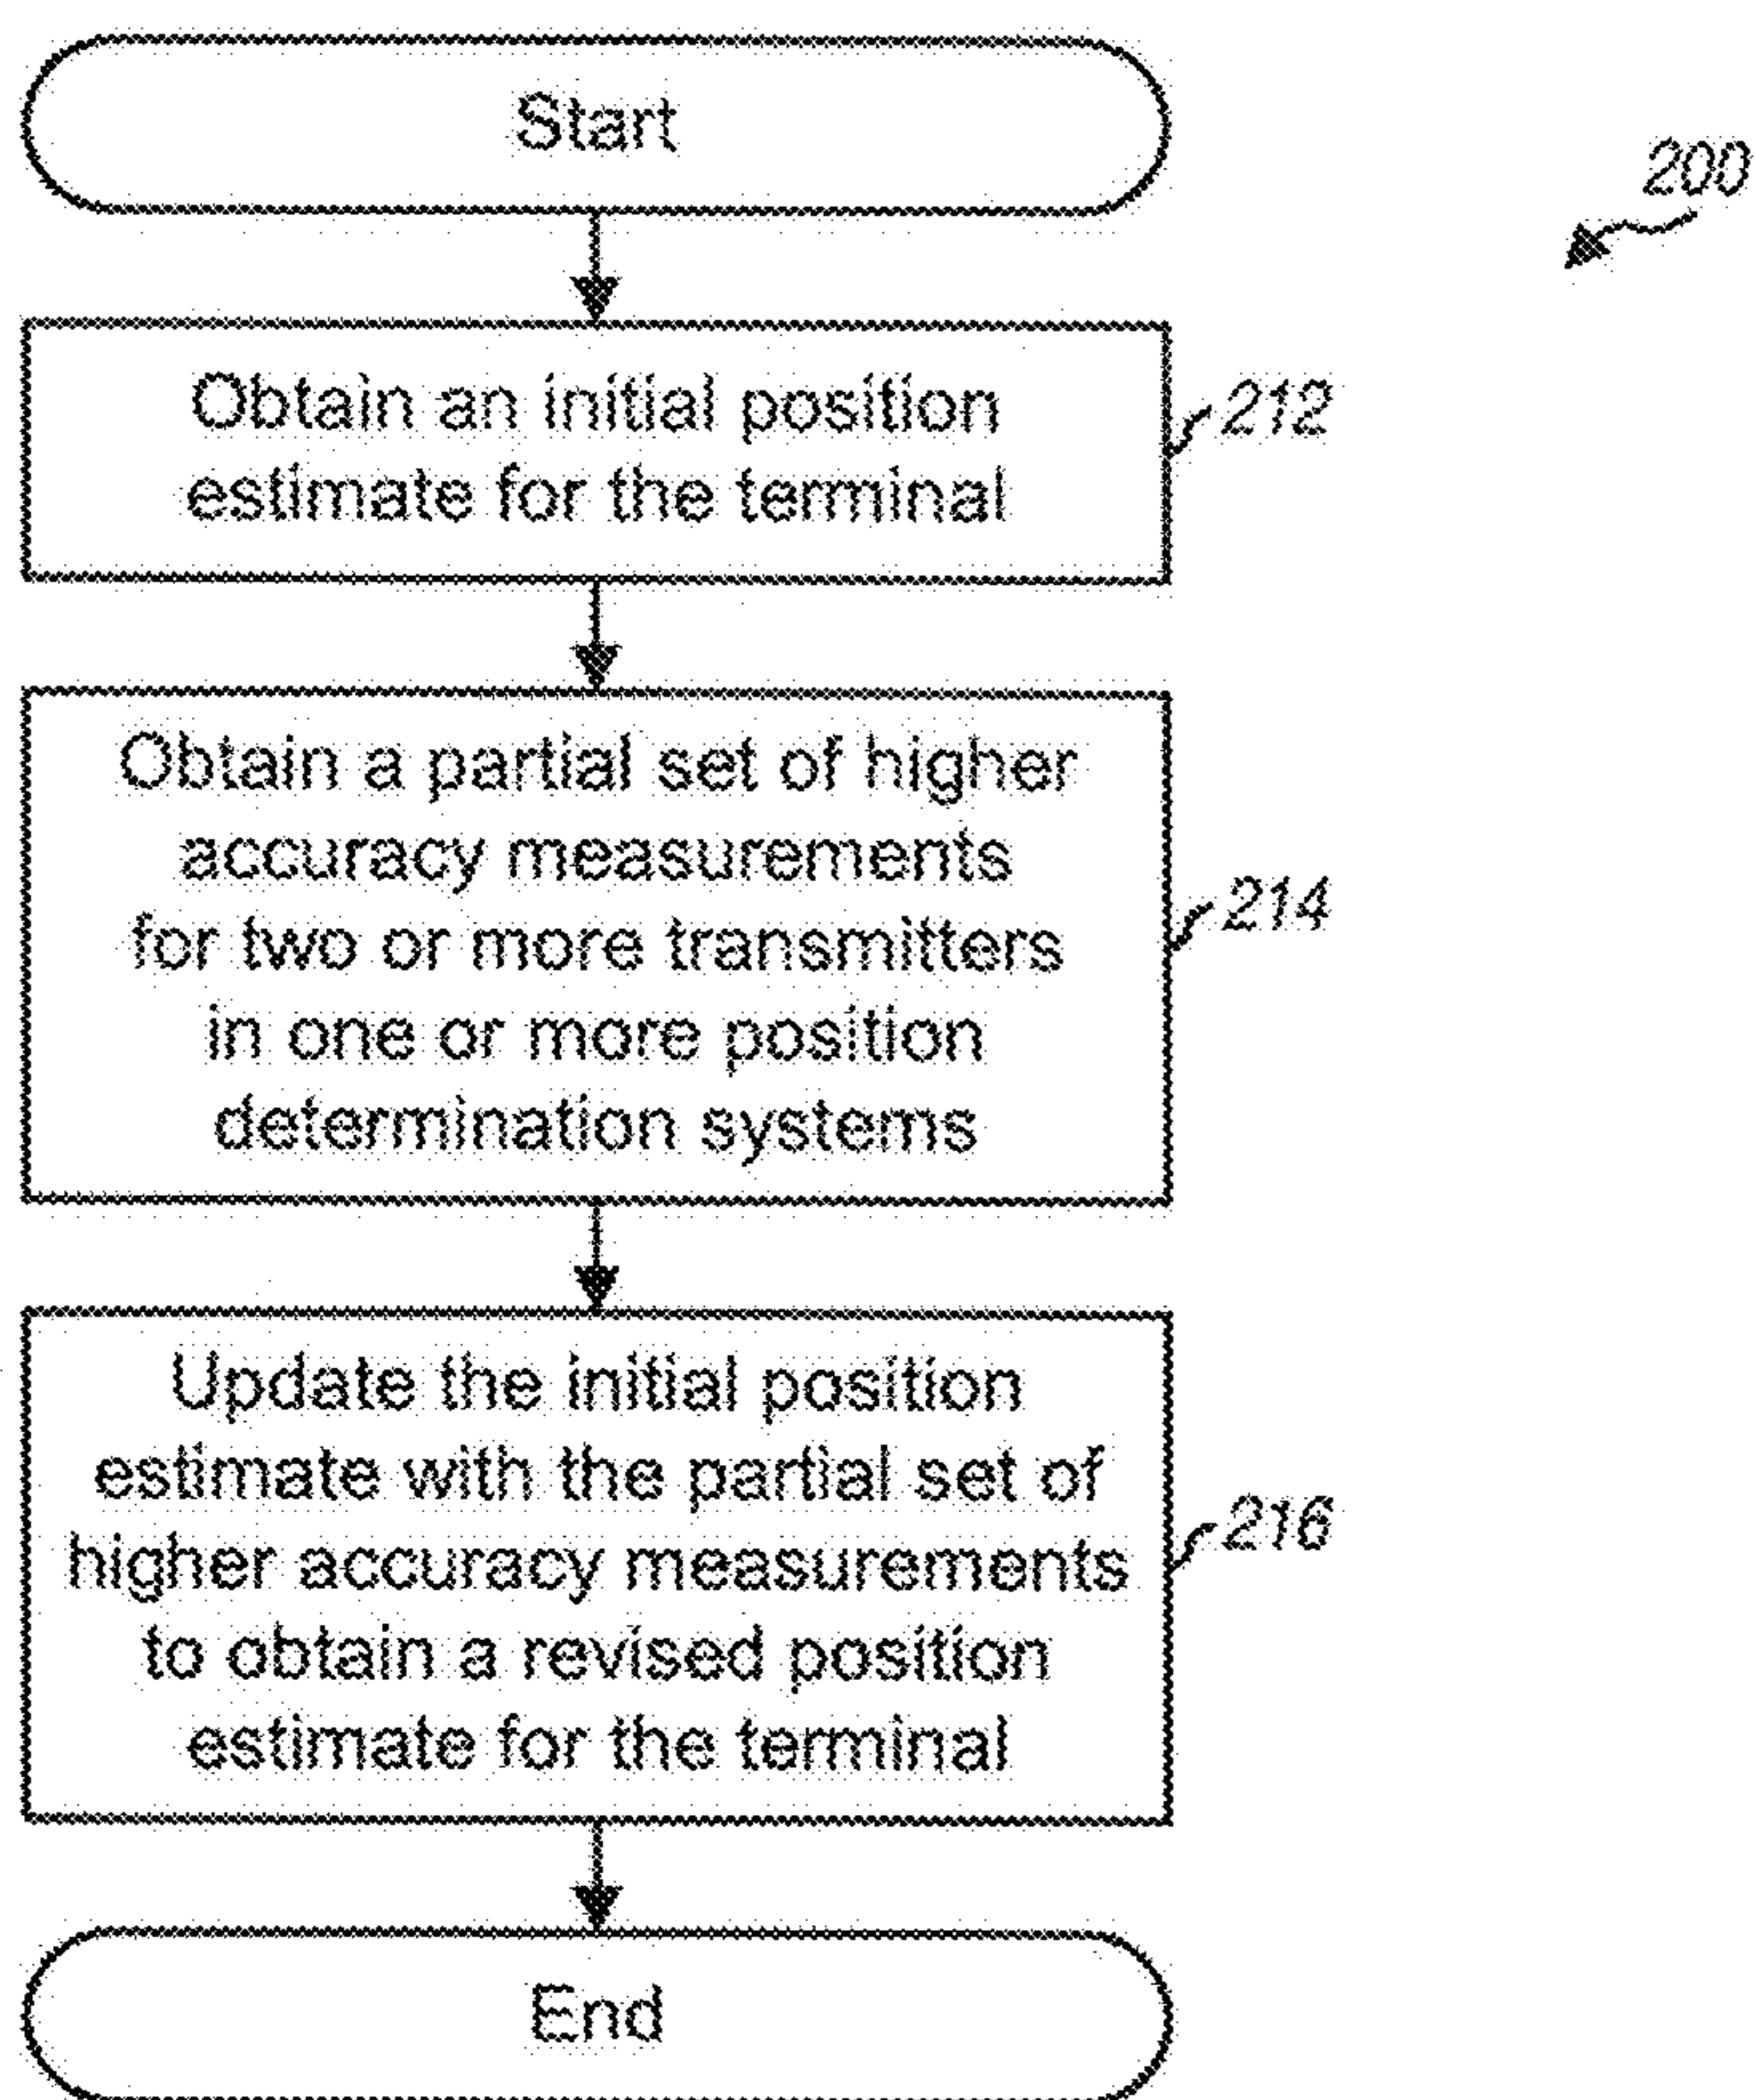 Start
200
Obtain an initial position
estimate for the terminal
212
Obtain a partial set of higher
accuracy measurements
for two or more transmitters
in one or more position
determination systems
214
Update the initial position
estimate with the partial set of
higher accuracy measurements
to obtain a revised position
estimate for the terminal
216
End